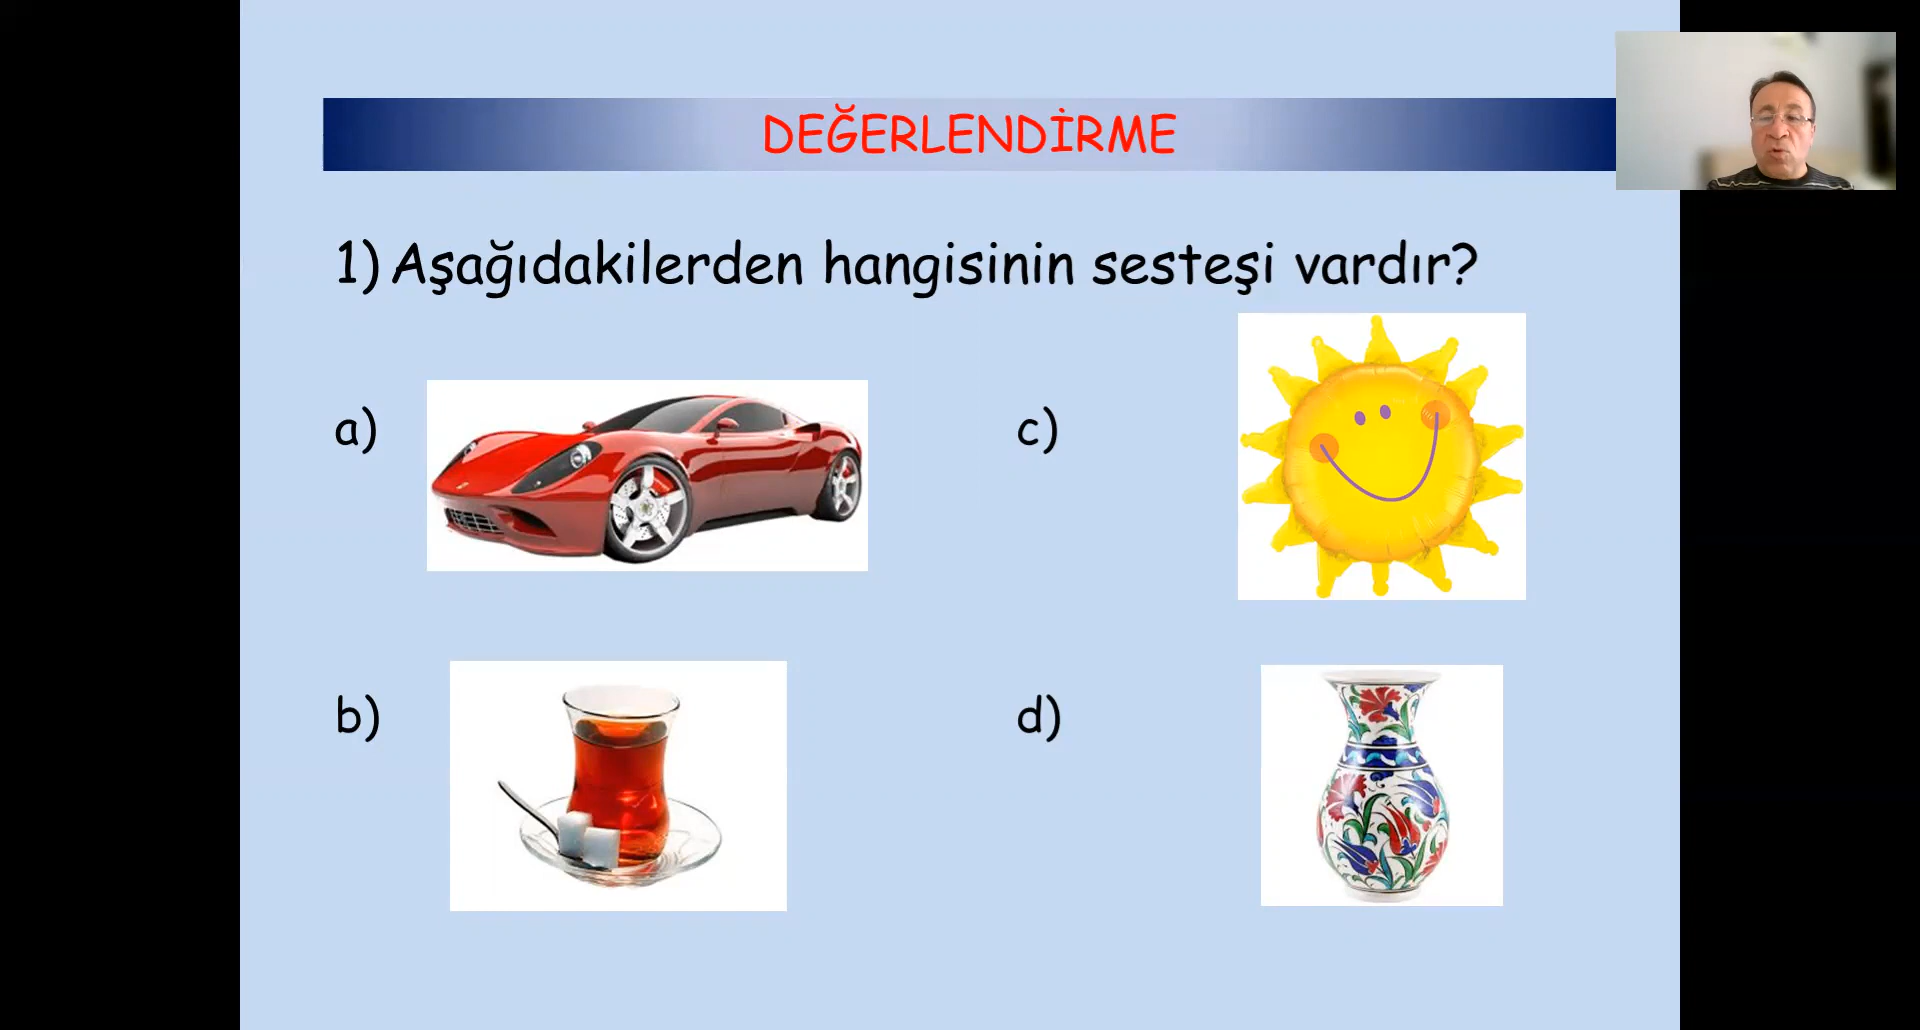 DEĞERLENDİRME
1) Aşağıdakilerden hangisinin sesteşi vardır?
a)
c)
b)
d)